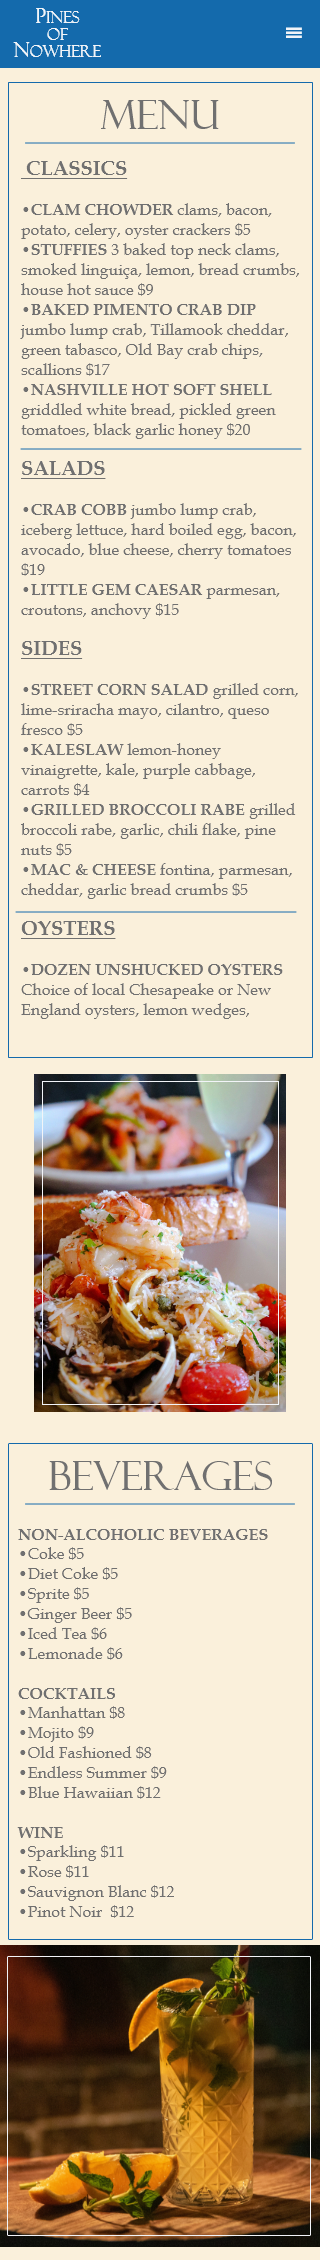 PINES
OF
NOWHERE
MENU
CLASSICS
•CLAM CHOWDER clams, bacon,
potato, celery, oyster crackers $5
•STUFFIES 3 baked top neck clams,
smoked linguiça, lemon, bread crumbs,
house hot sauce $9
•BAKED PIMENTO CRAB DIP
jumbo lump crab, Tillamook cheddar,
green tabasco, Old Bay crab chips,
scallions $17
•NASHVILLE HOT SOFT SHELL
griddled white bread, pickled green
tomatoes, black garlic honey $20
SALADS
•CRAB COBB jumbo lump crab,
iceberg lettuce, hard boiled egg, bacon,
avocado, blue cheese, cherry tomatoes
$19
•LITTLE GEM CAESAR parmesan,
croutons, anchovy $15
SIDES
•STREET CORN SALAD grilled corn,
lime-sriracha mayo, cilantro, queso
fresco $5
•KALESLAW lemon-honey
vinaigrette, kale, purple cabbage,
carrots $4
•GRILLED BROCCOLI RABE grilled
broccoli rabe, garlic, chili flake, pine
nuts $5
•MAC & CHEESE fontina, parmesan,
cheddar, garlic bread crumbs $5
OYSTERS
•DOZEN UNSHUCKED OYSTERS
Choice of local Chesapeake or New
England oysters, lemon wedges,
BEVERAGES
NON-ALCOHOLIC BEVERAGES
•Coke $5
•Diet Coke $5
•Sprite $5
•Ginger Beer $5
•Iced Tea $6
•Lemonade $6
COCKTAILS
•Manhattan $8
•Mojito $9
•Old Fashioned $8
•Endless Summer $9
•Blue Hawaiian $12
WINE
•Sparkling $11
•Rose $11
•Sauvignon Blanc $12
•Pinot Noir $12